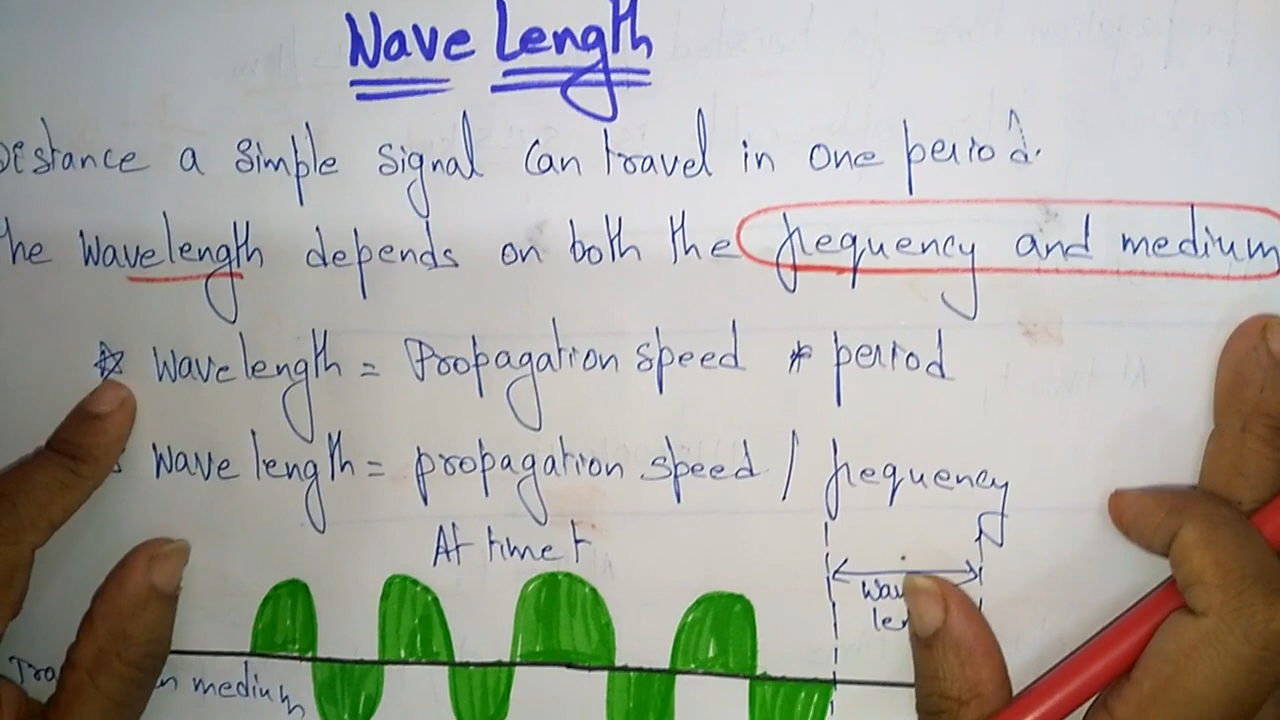 Wave Length
Distance a simple signal can travel in one period.
The wavelength depends on both the frequency and medium
Wavelength = Propagation speed * period
Wave length = propagation speed / frequency
At time t
medium